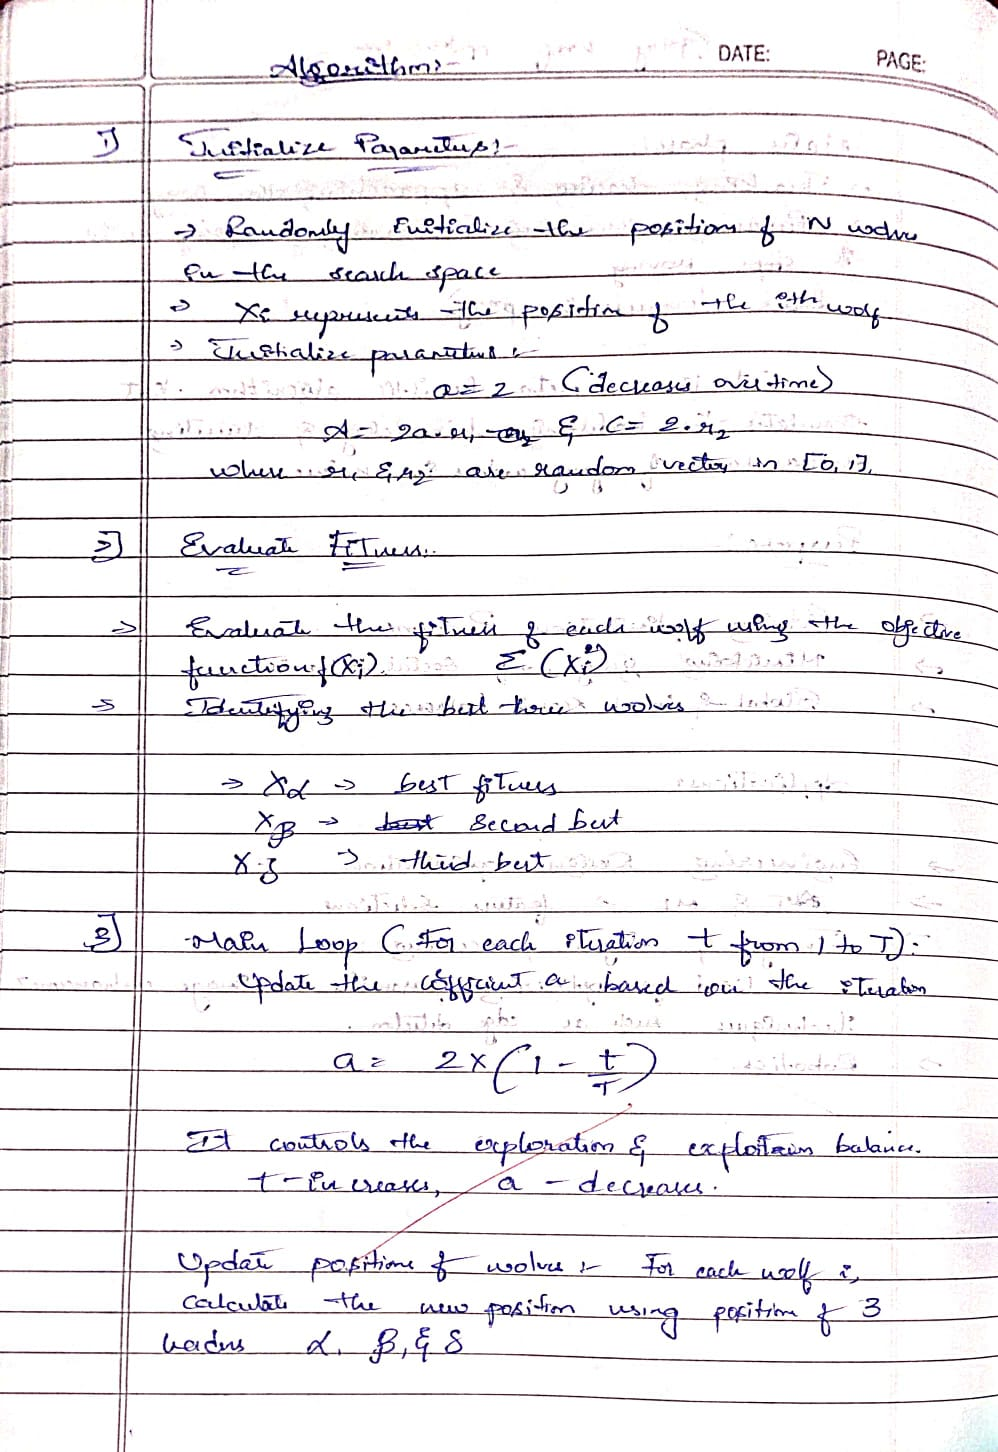 DATE:
PAGE:
Algorithm:-
1) Initialize Parameters:-
→ Randomly Initialize the position of N wolves
in the search space
→ Xi represents the position of the ith wolf
→ Initialize parameters :-
a = 2 (decreases over time)
A = 2a.r1 & C = 2.r2
where r1 & r2 are random vector in [0, 1].
2] Evaluate Fitness.
→ Evaluate the fitness of each wolf using the objective
function f(Xi). Σ(Xi²)
→ Identifying the best three wolves
→ Xα → best fitness
Xβ → best second best
Xδ → third best
3] Main Loop (For each iteration t from 1 to T):-
Update the coefficient a based on the iteration
a = 2 × (1 - t/T)
It controls the exploration & exploitation balance.
t - increases, a - decreases.
Update positions of wolves :- For each wolf i,
calculate the new position using position of 3
leaders α, β, & δ